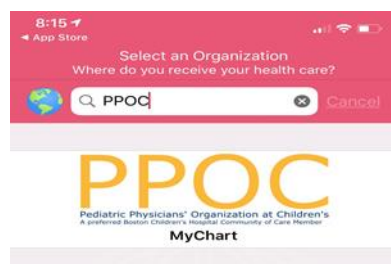 8:15
◄ App Store
Select an Organization
Where do you receive your health care?
PPOC
Cancel
PPOC
Pediatric Physicians' Organization at Children's
A preferred Boston Children's Hospital Community of Care Member
MyChart